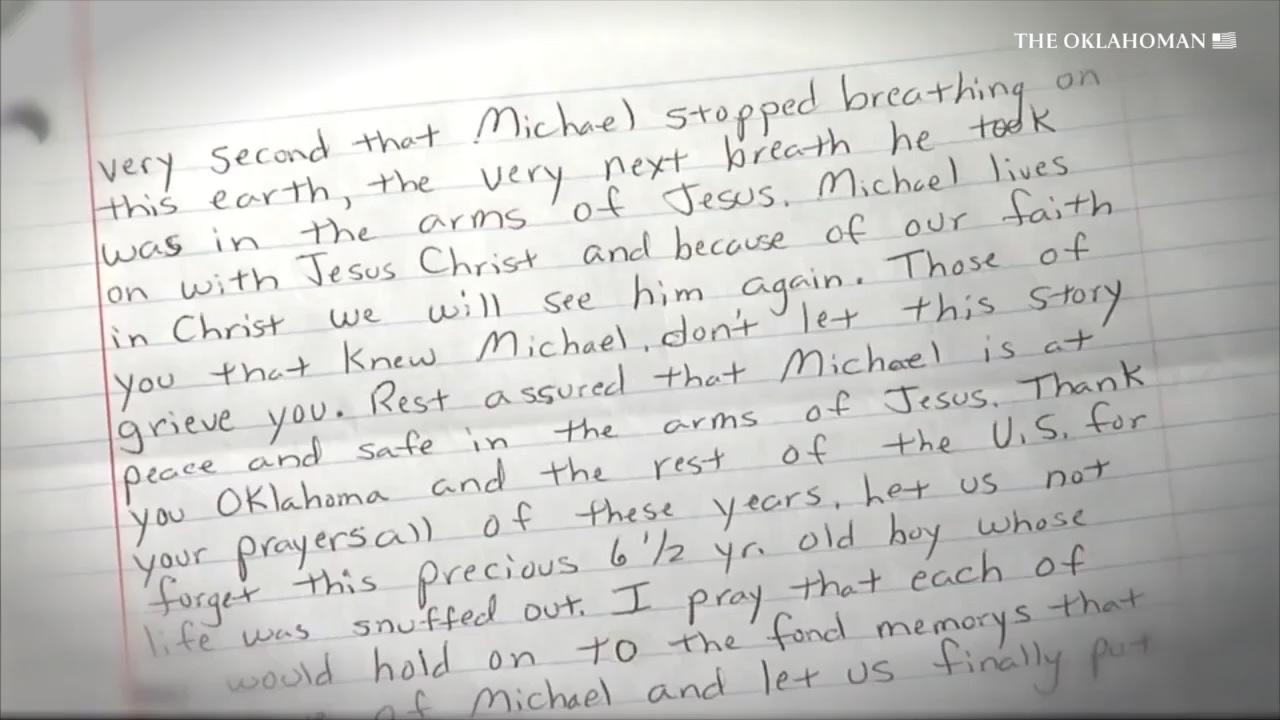 THE OKLAHOMAN
very second that Michael stopped breathing on
this earth, the very next breath he took
was in the arms of Jesus. Michael lives
on with Jesus Christ and because of our faith
in Christ we will see him again. Those of
you that knew Michael, don't let this story
grieve you. Rest assured that Michael is at
peace and safe in the arms of Jesus. Thank
you Oklahoma and the rest of the U.S. for
your prayers all of these years. Let us not
forget this precious 6 1/2 yr. old boy whose
life was snuffed out. I pray that each of
would hold on to the fond memorys that
of Michael and let us finally put